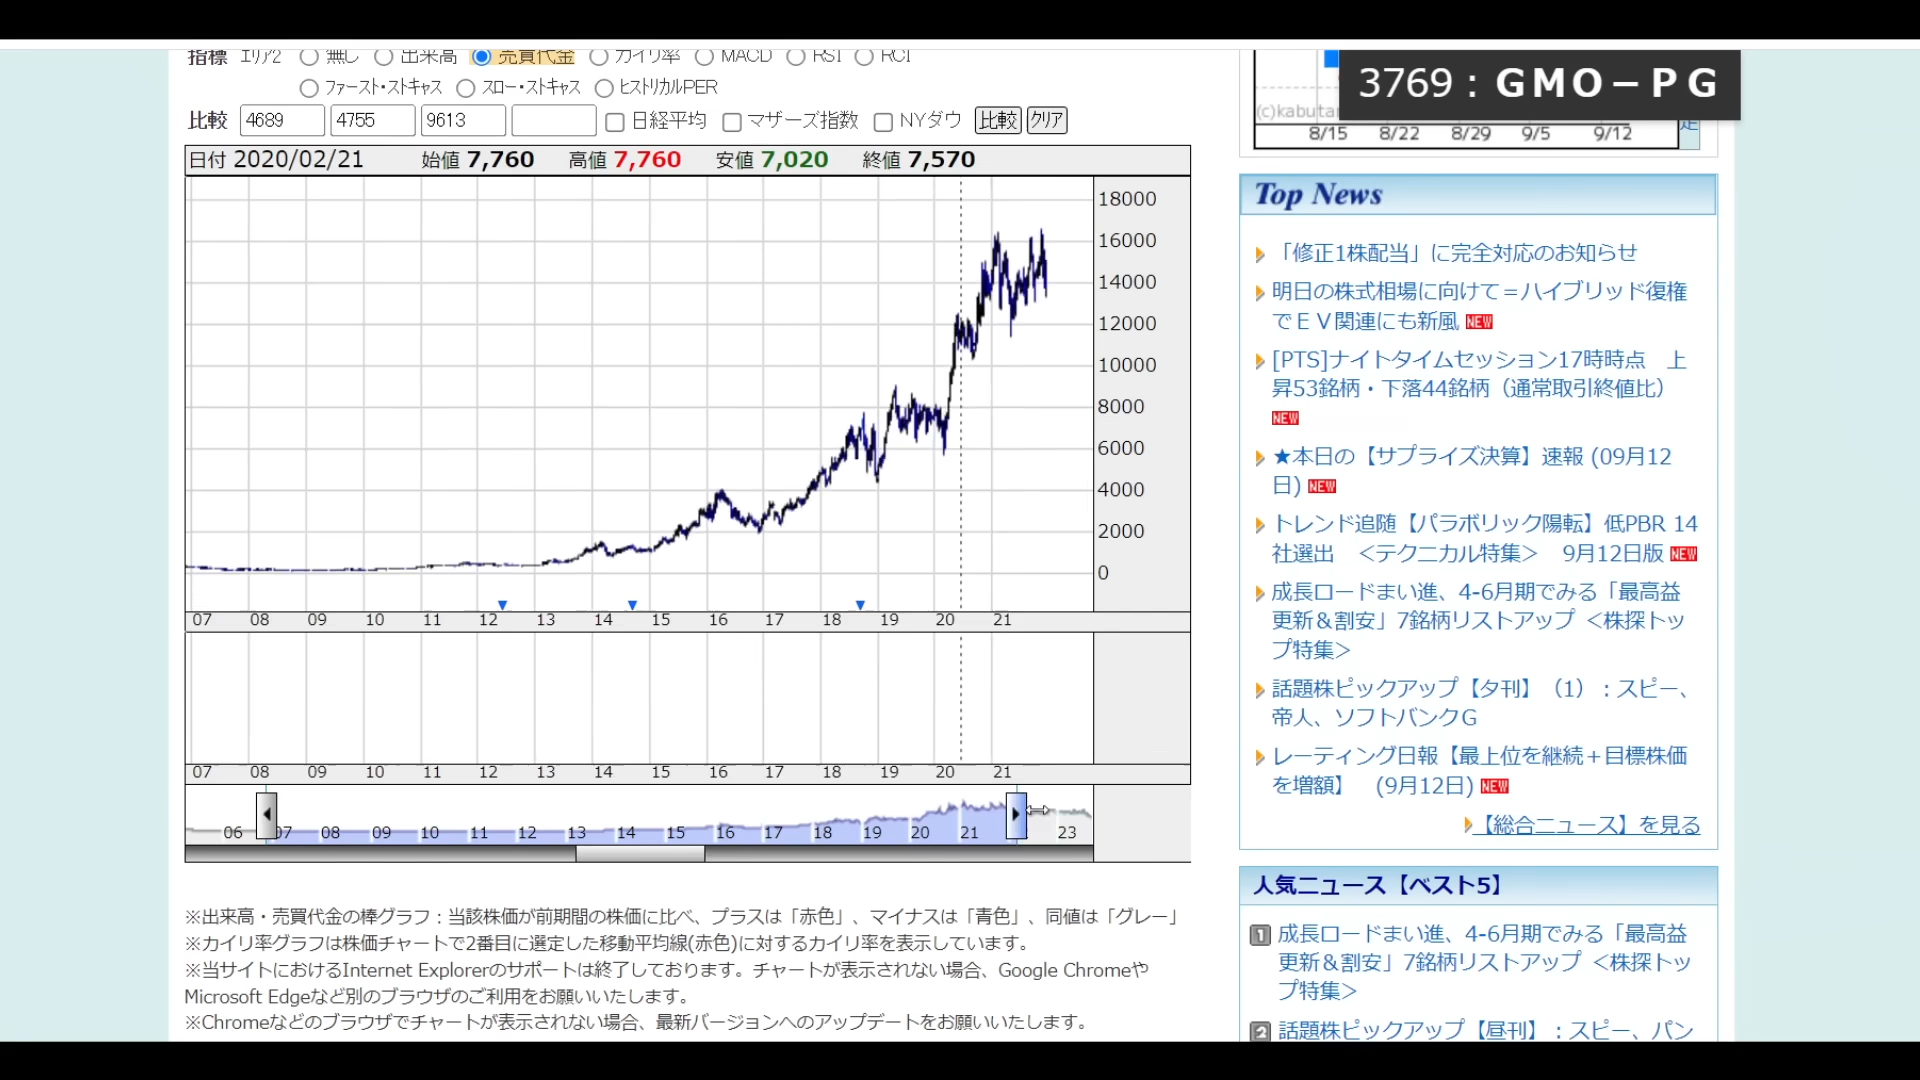 指標 エリア2 無し 出来高 売買代金 カイリ率 MACD RSI RCI
ファースト・ストキャス スロー・ストキャス ヒストリカルPER
比較 4689 4755 9613 日経平均 マザーズ指数 NYダウ 比較 クリア
日付 2020/02/21 始値 7,760 高値 7,760 安値 7,020 終値 7,570
18000
16000
14000
12000
10000
8000
6000
4000
2000
0
07 08 09 10 11 12 13 14 15 16 17 18 19 20 21
07 08 09 10 11 12 13 14 15 16 17 18 19 20 21
06 07 08 09 10 11 12 13 14 15 16 17 18 19 20 21 23
※出来高・売買代金の棒グラフ：当該株価が前期間の株価に比べ、プラスは「赤色」、マイナスは「青色」、同値は「グレー」
※カイリ率グラフは株価チャートで2番目に選定した移動平均線(赤色)に対するカイリ率を表示しています。
※当サイトにおけるInternet Explorerのサポートは終了しております。チャートが表示されない場合、Google Chromeや
Microsoft Edgeなど別のブラウザのご利用をお願いいたします。
※Chromeなどのブラウザでチャートが表示されない場合、最新バージョンへのアップデートをお願いいたします。
3769：GMO－PG
(c)kabutan
8/15 8/22 8/29 9/5 9/12
足
Top News
「修正1株配当」に完全対応のお知らせ
明日の株式相場に向けて＝ハイブリッド復権
でＥＶ関連にも新風 NEW
[PTS]ナイトタイムセッション17時時点　上
昇53銘柄・下落44銘柄（通常取引終値比）
NEW
★本日の【サプライズ決算】速報 (09月12
日) NEW
トレンド追随【パラボリック陽転】低PBR 14
社選出　＜テクニカル特集＞　9月12日版 NEW
成長ロードまい進、4-6月期でみる「最高益
更新＆割安」7銘柄リストアップ ＜株探トッ
プ特集＞
話題株ピックアップ【夕刊】（1）：スピー、
帝人、ソフトバンクＧ
レーティング日報【最上位を継続＋目標株価
を増額】　(9月12日) NEW
【総合ニュース】を見る
人気ニュース【ベスト5】
1 成長ロードまい進、4-6月期でみる「最高益
更新＆割安」7銘柄リストアップ ＜株探トッ
プ特集＞
2 話題株ピックアップ【昼刊】：スピー、パン